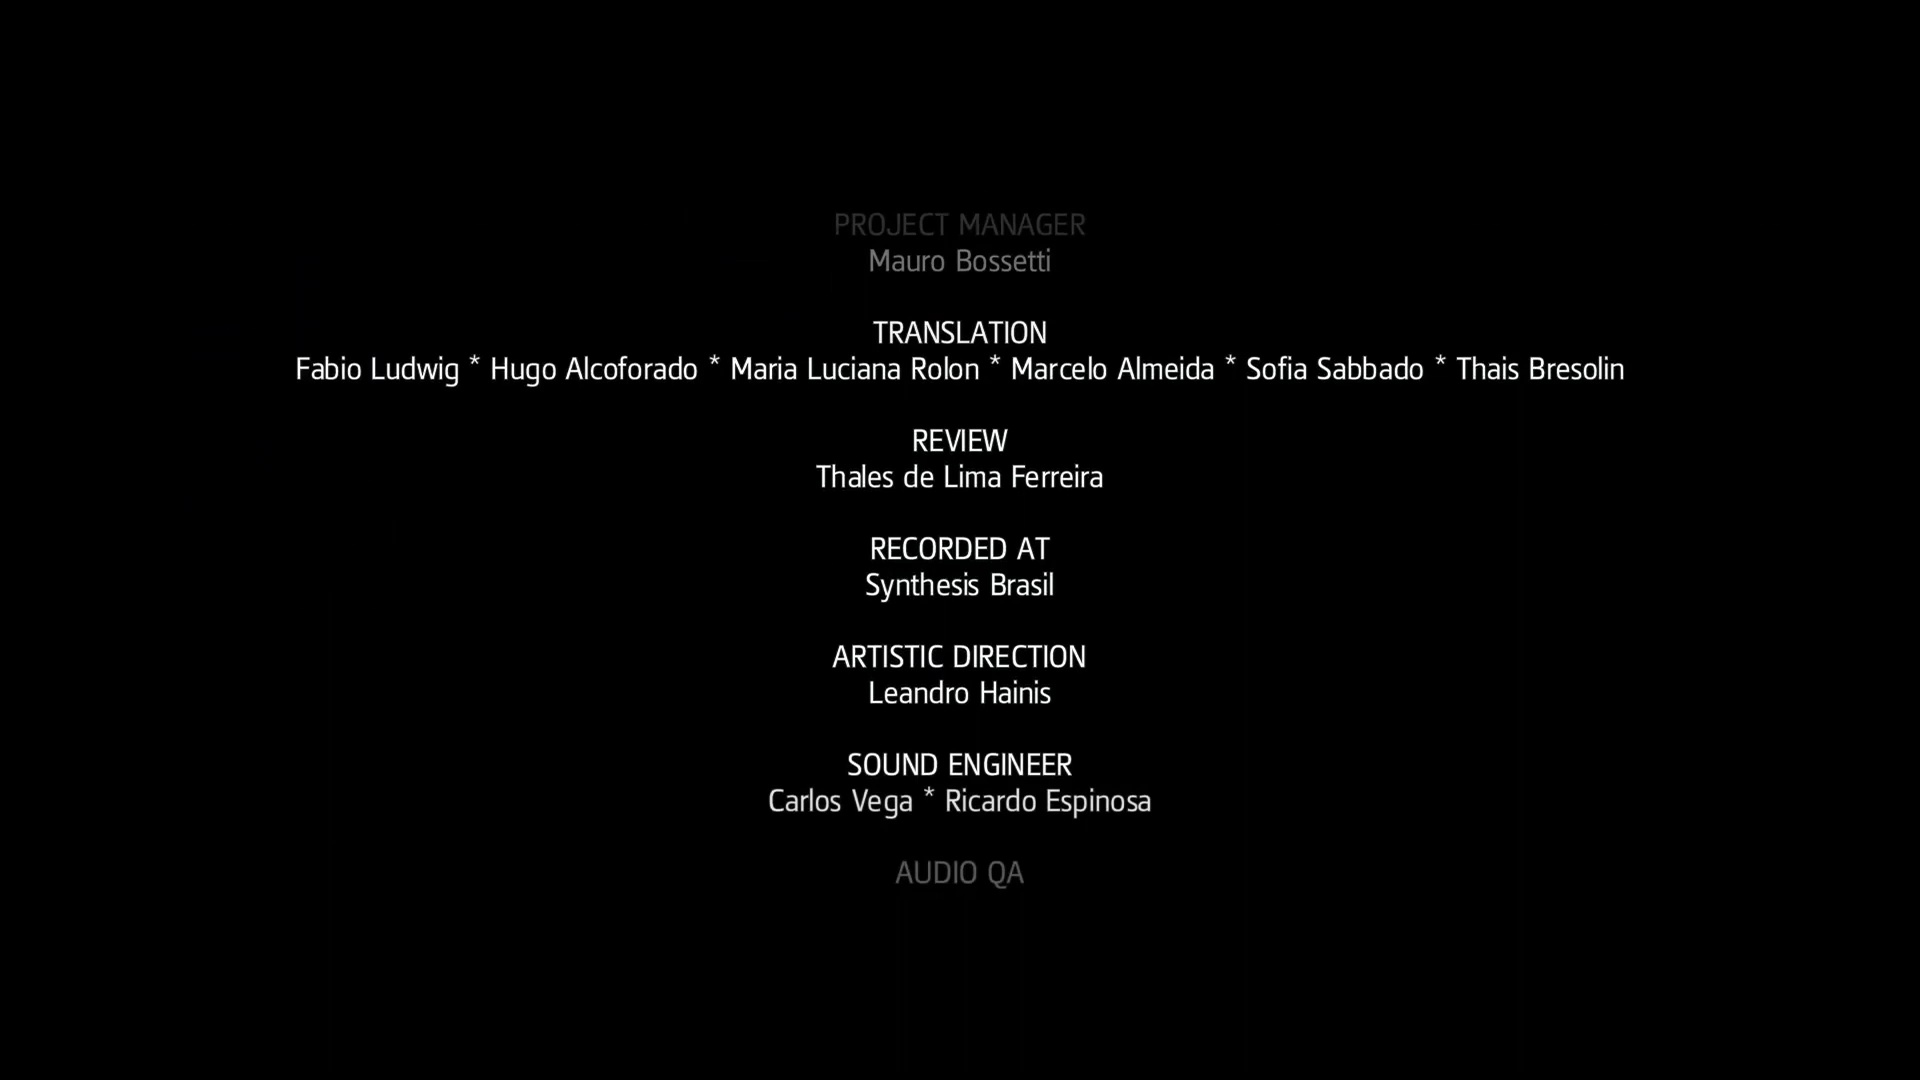 PROJECT MANAGER
Mauro Bossetti
TRANSLATION
Fabio Ludwig * Hugo Alcoforado * Maria Luciana Rolon * Marcelo Almeida * Sofia Sabbado * Thais Bresolin
REVIEW
Thales de Lima Ferreira
RECORDED AT
Synthesis Brasil
ARTISTIC DIRECTION
Leandro Hainis
SOUND ENGINEER
Carlos Vega * Ricardo Espinosa
AUDIO QA